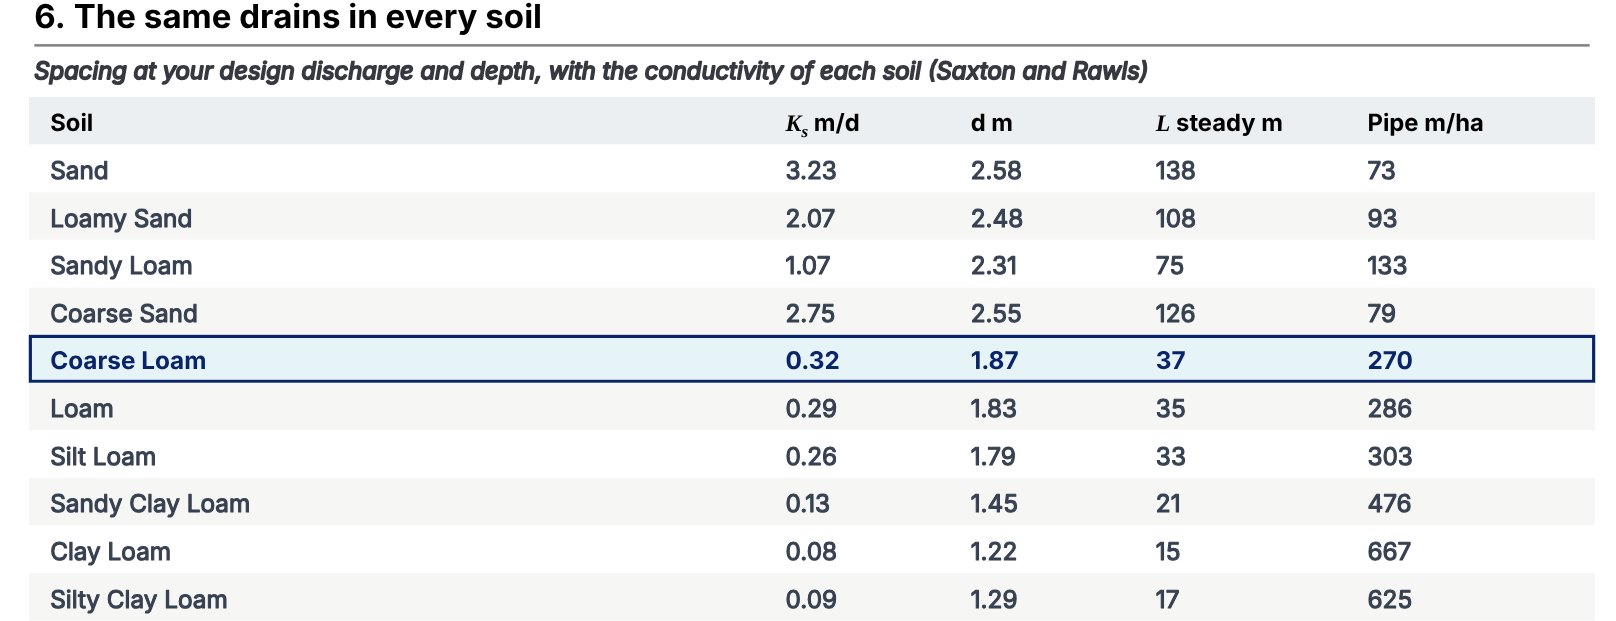 6. The same drains in every soil
Spacing at your design discharge and depth, with the conductivity of each soil (Saxton and Rawls)
Soil Ks m/d d m L steady m Pipe m/ha
Sand 3.23 2.58 138 73
Loamy Sand 2.07 2.48 108 93
Sandy Loam 1.07 2.31 75 133
Coarse Sand 2.75 2.55 126 79
Coarse Loam 0.32 1.87 37 270
Loam 0.29 1.83 35 286
Silt Loam 0.26 1.79 33 303
Sandy Clay Loam 0.13 1.45 21 476
Clay Loam 0.08 1.22 15 667
Silty Clay Loam 0.09 1.29 17 625